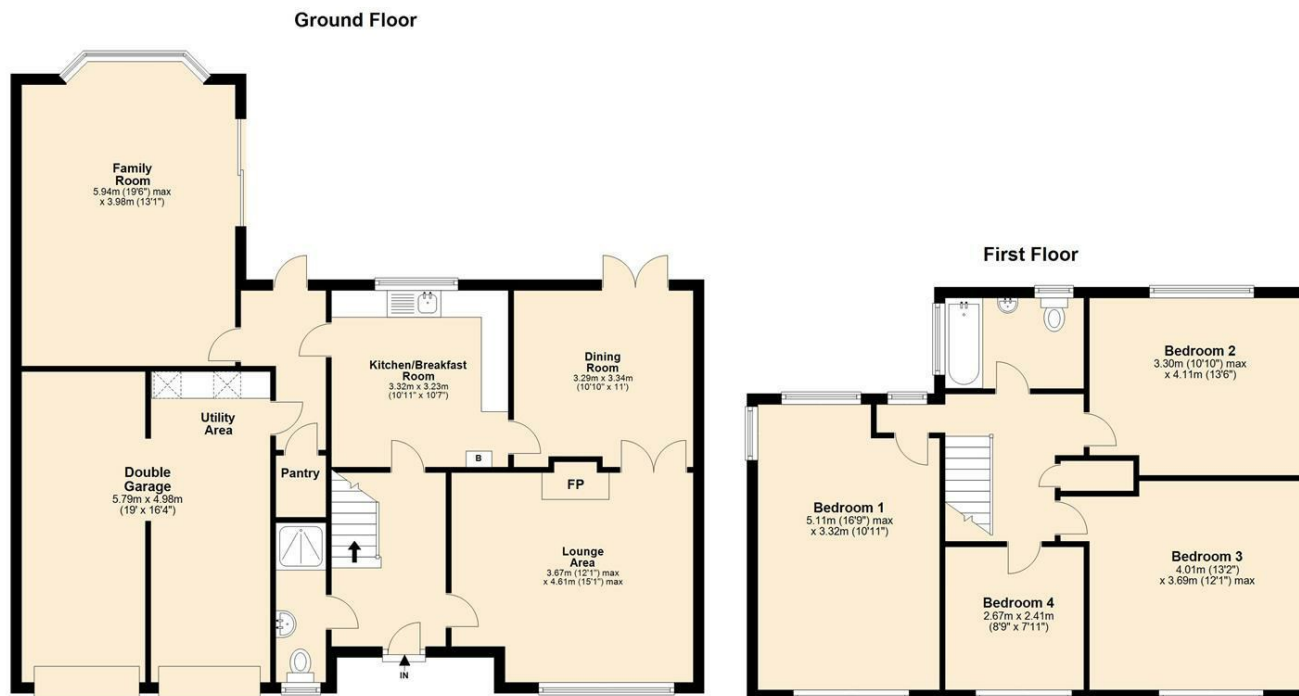 Ground Floor
Family
Room
5.94m (19'6") max
x 3.98m (13'1")
Kitchen/Breakfast
Room
3.32m x 3.23m
(10'11" x 10'7")
Dining
Room
3.29m x 3.34m
(10'10" x 11')
Utility
Area
Double
Garage
5.79m x 4.98m
(19' x 16'4")
Pantry
B
FP
Lounge
Area
3.67m (12'1") max
x 4.61m (15'1") max
IN
First Floor
Bedroom 2
3.30m (10'10") max
x 4.11m (13'6")
Bedroom 1
5.11m (16'9") max
x 3.32m (10'11")
Bedroom 3
4.01m (13'2")
x 3.69m (12'1") max
Bedroom 4
2.67m x 2.41m
(8'9" x 7'11")